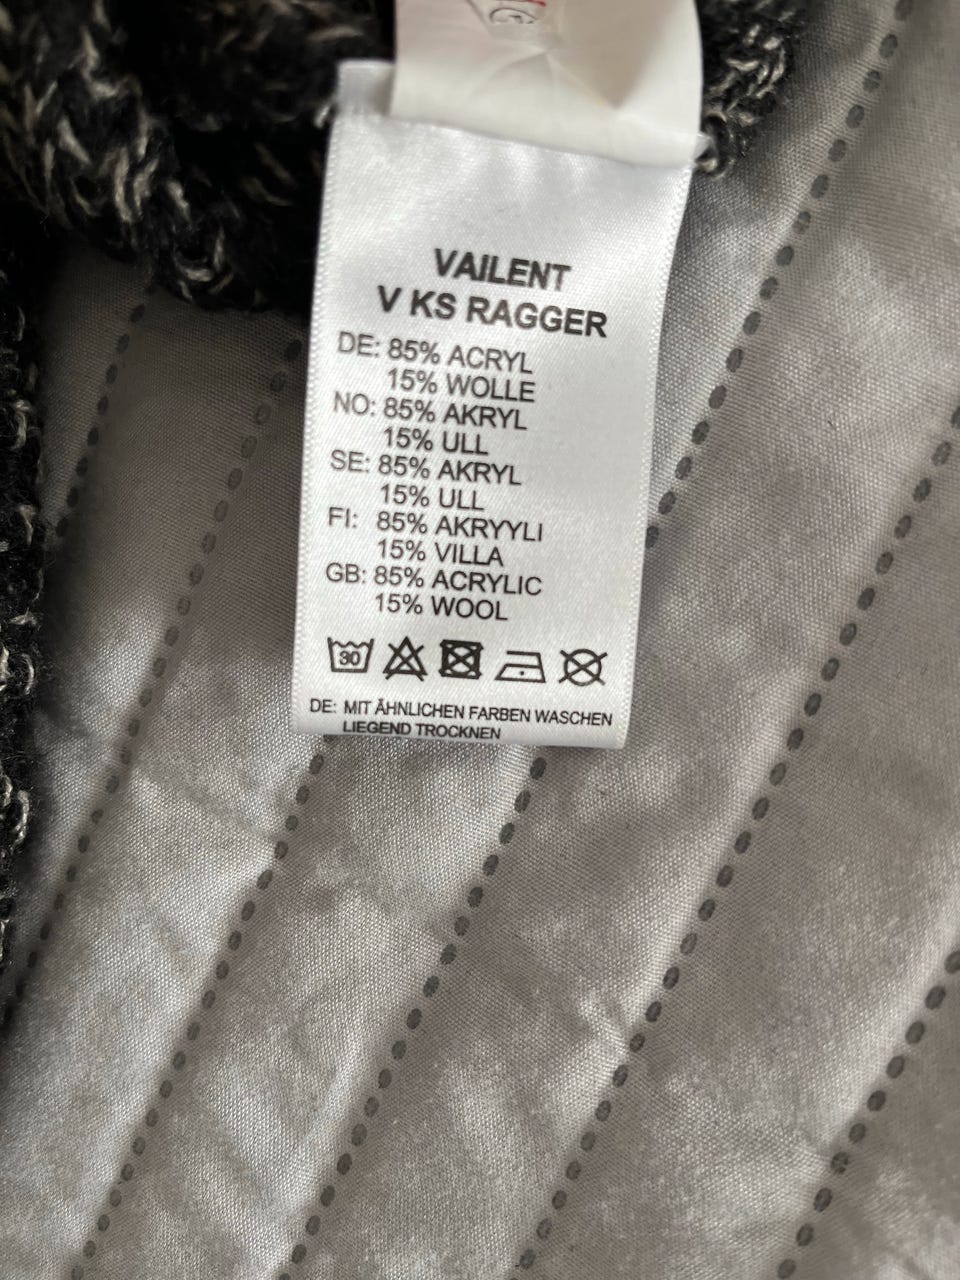 VAILENT
V KS RAGGER
DE: 85% ACRYL
15% WOLLE
NO: 85% AKRYL
15% ULL
SE: 85% AKRYL
15% ULL
FI: 85% AKRYYLI
15% VILLA
GB: 85% ACRYLIC
15% WOOL
30
DE: MIT ÄHNLICHEN FARBEN WASCHEN
LIEGEND TROCKNEN